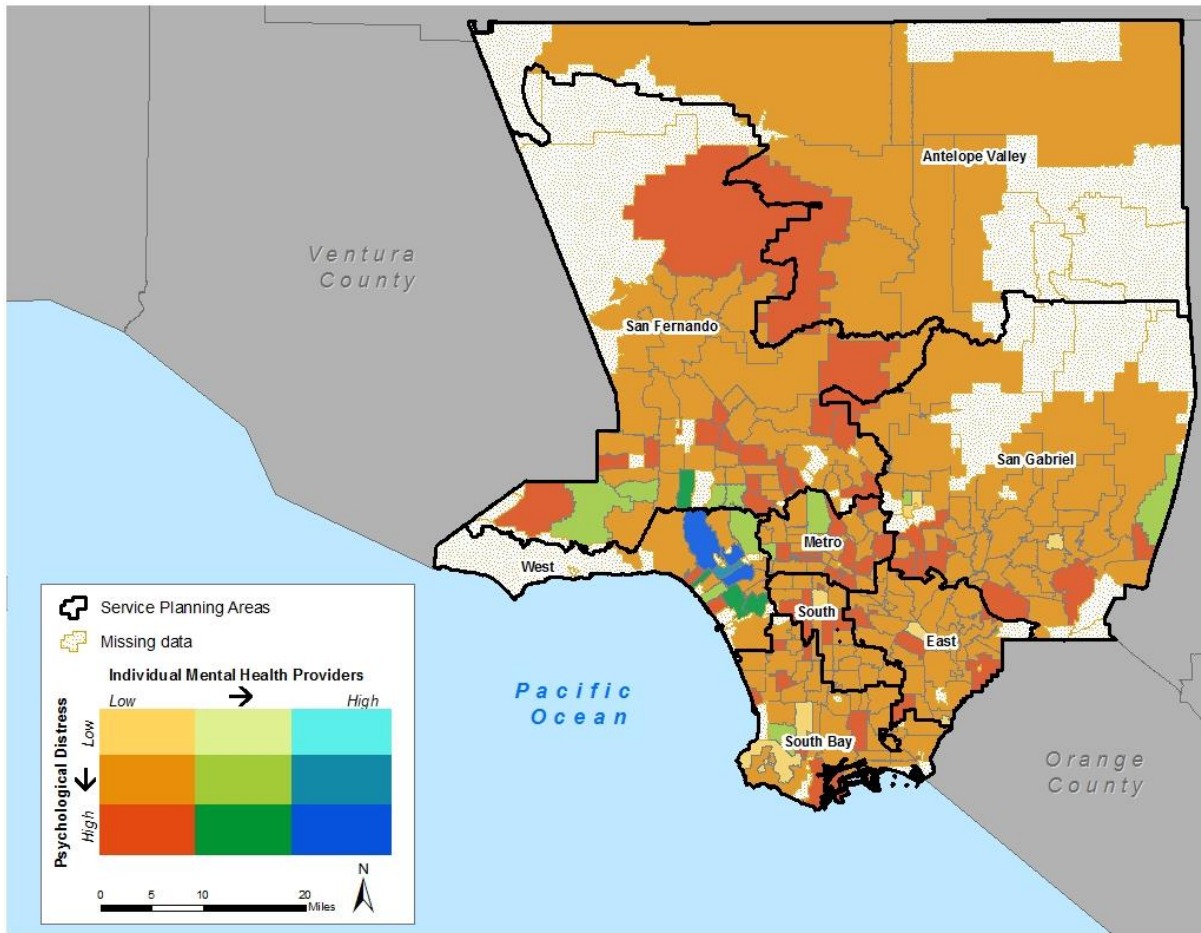 Antelope Valley
Ventura
County
San Fernando
San Gabriel
Metro
West
South
East
Pacific
Ocean
South Bay
Orange
County
Service Planning Areas
Missing data
Individual Mental Health Providers
Low
High
Psychological Distress
Low
High
N
0 5 10 20
Miles